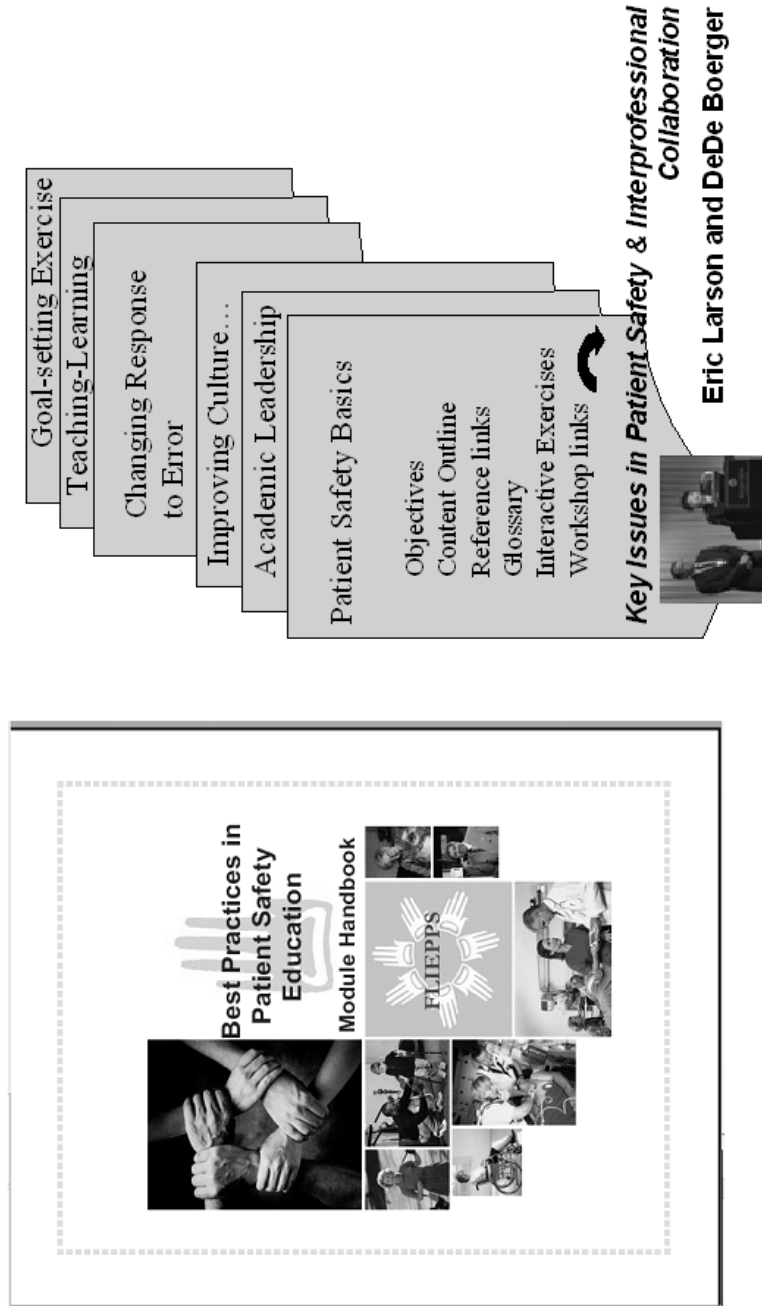 Best Practices in
Patient Safety
Education
Module Handbook
FLIEPPS
Goal-setting Exercise
Teaching-Learning
Changing Response
to Error
Improving Culture…
Academic Leadership
Patient Safety Basics
Objectives
Content Outline
Reference links
Glossary
Interactive Exercises
Workshop links
Key Issues in Patient Safety & Interprofessional
Collaboration
Eric Larson and DeDe Boerger